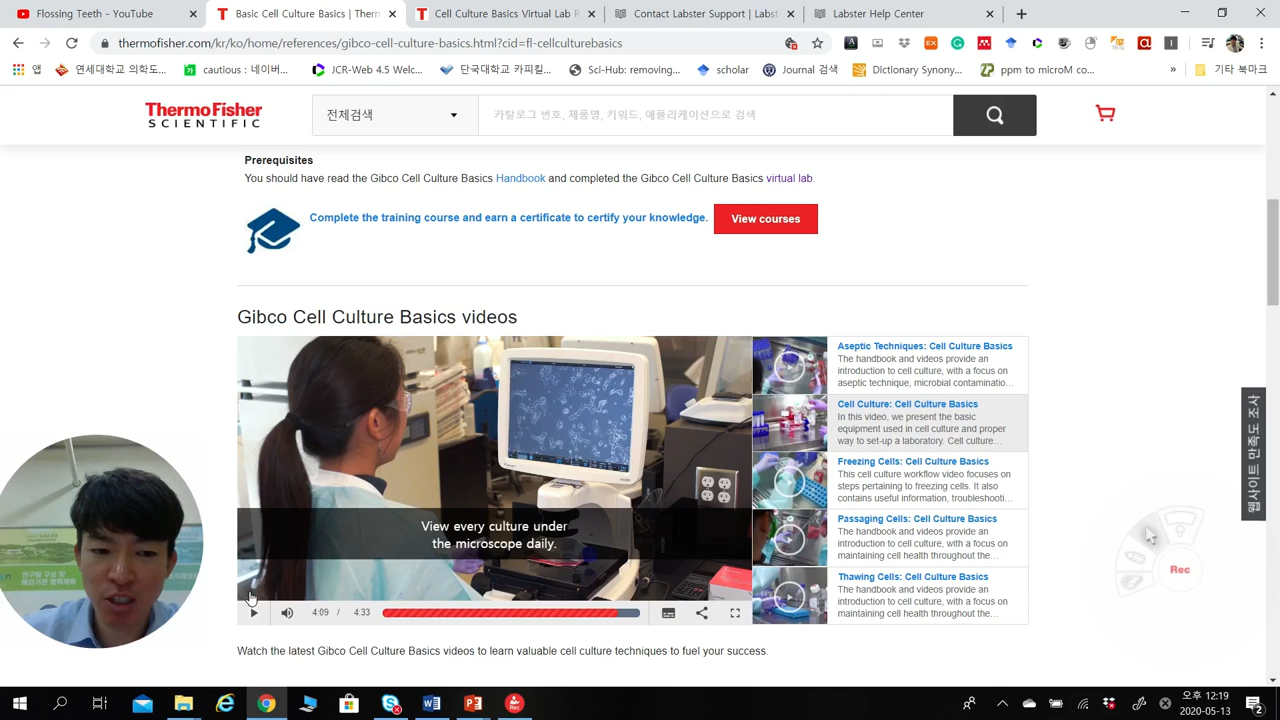 Flossing Teeth - YouTube
Basic Cell Culture Basics | Therm
Cell Culture Basics Virtual Lab R
Contact Labster Support | Labst
Labster Help Center
thermofisher.com/kr/ko/home/references/gibco-cell-culture-basics.html?cid=fl-cellculturebasics
앱
연세대학교 의학도...
cautious : 네이버...
JCR-Web 4.5 Welc...
단국대학교 카피킬...
Sci-Hub: removing...
scholar
Journal 검색
Dictionary Synony...
ppm to microM co...
»
기타 북마크
ThermoFisher
SCIENTIFIC
전체검색
카탈로그 번호, 제품명, 키워드, 애플리케이션으로 검색
Prerequisites
You should have read the Gibco Cell Culture Basics Handbook and completed the Gibco Cell Culture Basics virtual lab.
Complete the training course and earn a certificate to certify your knowledge.
View courses
Gibco Cell Culture Basics videos
View every culture under
the microscope daily.
4:09 / 4:33
Aseptic Techniques: Cell Culture Basics
The handbook and videos provide an
introduction to cell culture, with a focus on
aseptic technique, microbial contaminatio…
Cell Culture: Cell Culture Basics
In this video, we present the basic
equipment used in cell culture and proper
way to set-up a laboratory. Cell culture…
Freezing Cells: Cell Culture Basics
This cell culture workflow video focuses on
steps pertaining to freezing cells. It also
contains useful information, troubleshooti…
Passaging Cells: Cell Culture Basics
The handbook and videos provide an
introduction to cell culture, with a focus on
maintaining cell health throughout the…
Thawing Cells: Cell Culture Basics
The handbook and videos provide an
introduction to cell culture, with a focus on
maintaining cell health throughout the…
Watch the latest Gibco Cell Culture Basics videos to learn valuable cell culture techniques to fuel your success.
웹사이트 만족도 조사
Rec
오후 12:19
2020-05-13
2